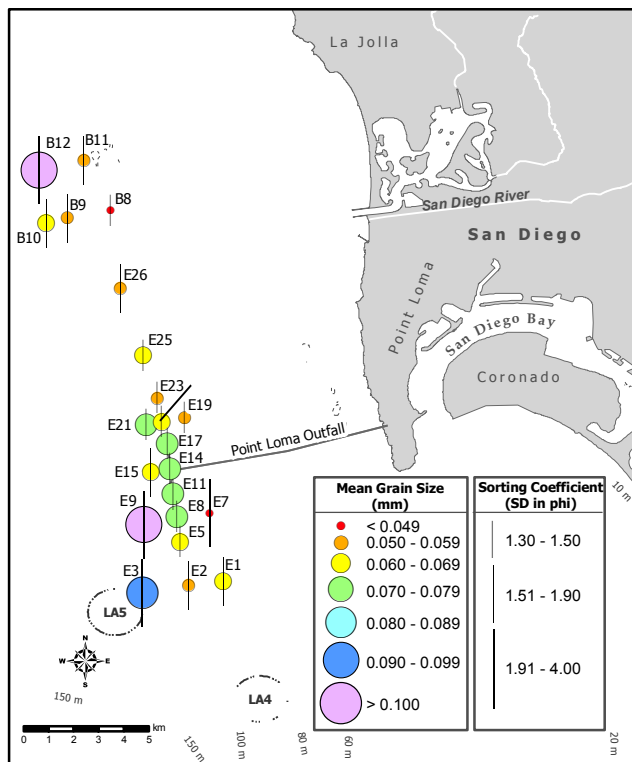 La Jolla
B12
B11
B8
B9
B10
San Diego River
San Diego
E26
Point Loma
San Diego Bay
E25
Coronado
E23
E19
E21
E17
Point Loma Outfall
E14
E15
E11
10 m
E9
E8
E7
E5
E3
E2
E1
LA5
N
W
E
S
150 m
LA4
0
1
2
3
4
5
km
150 m
100 m
80 m
60 m
20 m
Mean Grain Size
(mm)
< 0.049
0.050 - 0.059
0.060 - 0.069
0.070 - 0.079
0.080 - 0.089
0.090 - 0.099
> 0.100
Sorting Coefficient
(SD in phi)
1.30 - 1.50
1.51 - 1.90
1.91 - 4.00